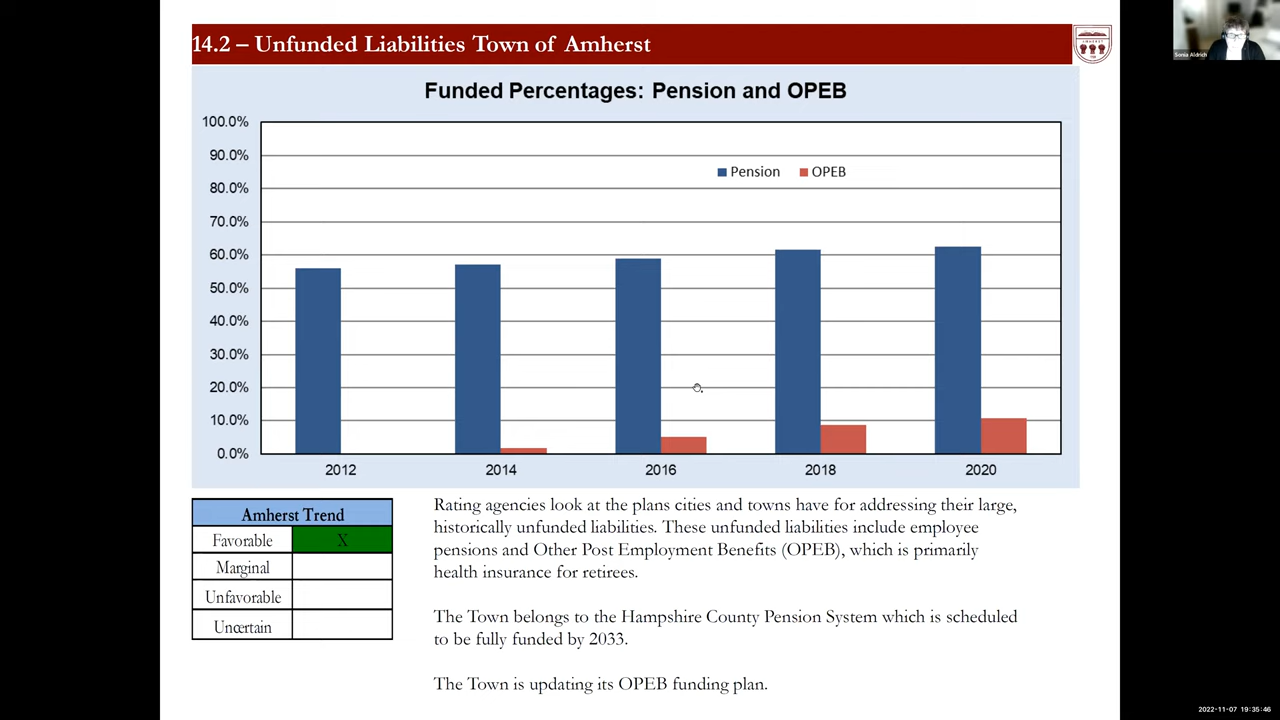 14.2 – Unfunded Liabilities Town of Amherst
Sonia Aldrich
Funded Percentages: Pension and OPEB
100.0%
90.0%
80.0%
70.0%
60.0%
50.0%
40.0%
30.0%
20.0%
10.0%
0.0%
Pension
OPEB
2012
2014
2016
2018
2020
Amherst Trend
Favorable X
Marginal
Unfavorable
Uncertain
Rating agencies look at the plans cities and towns have for addressing their large,
historically unfunded liabilities. These unfunded liabilities include employee
pensions and Other Post Employment Benefits (OPEB), which is primarily
health insurance for retirees.
The Town belongs to the Hampshire County Pension System which is scheduled
to be fully funded by 2033.
The Town is updating its OPEB funding plan.
2022-11-07 19:35:46